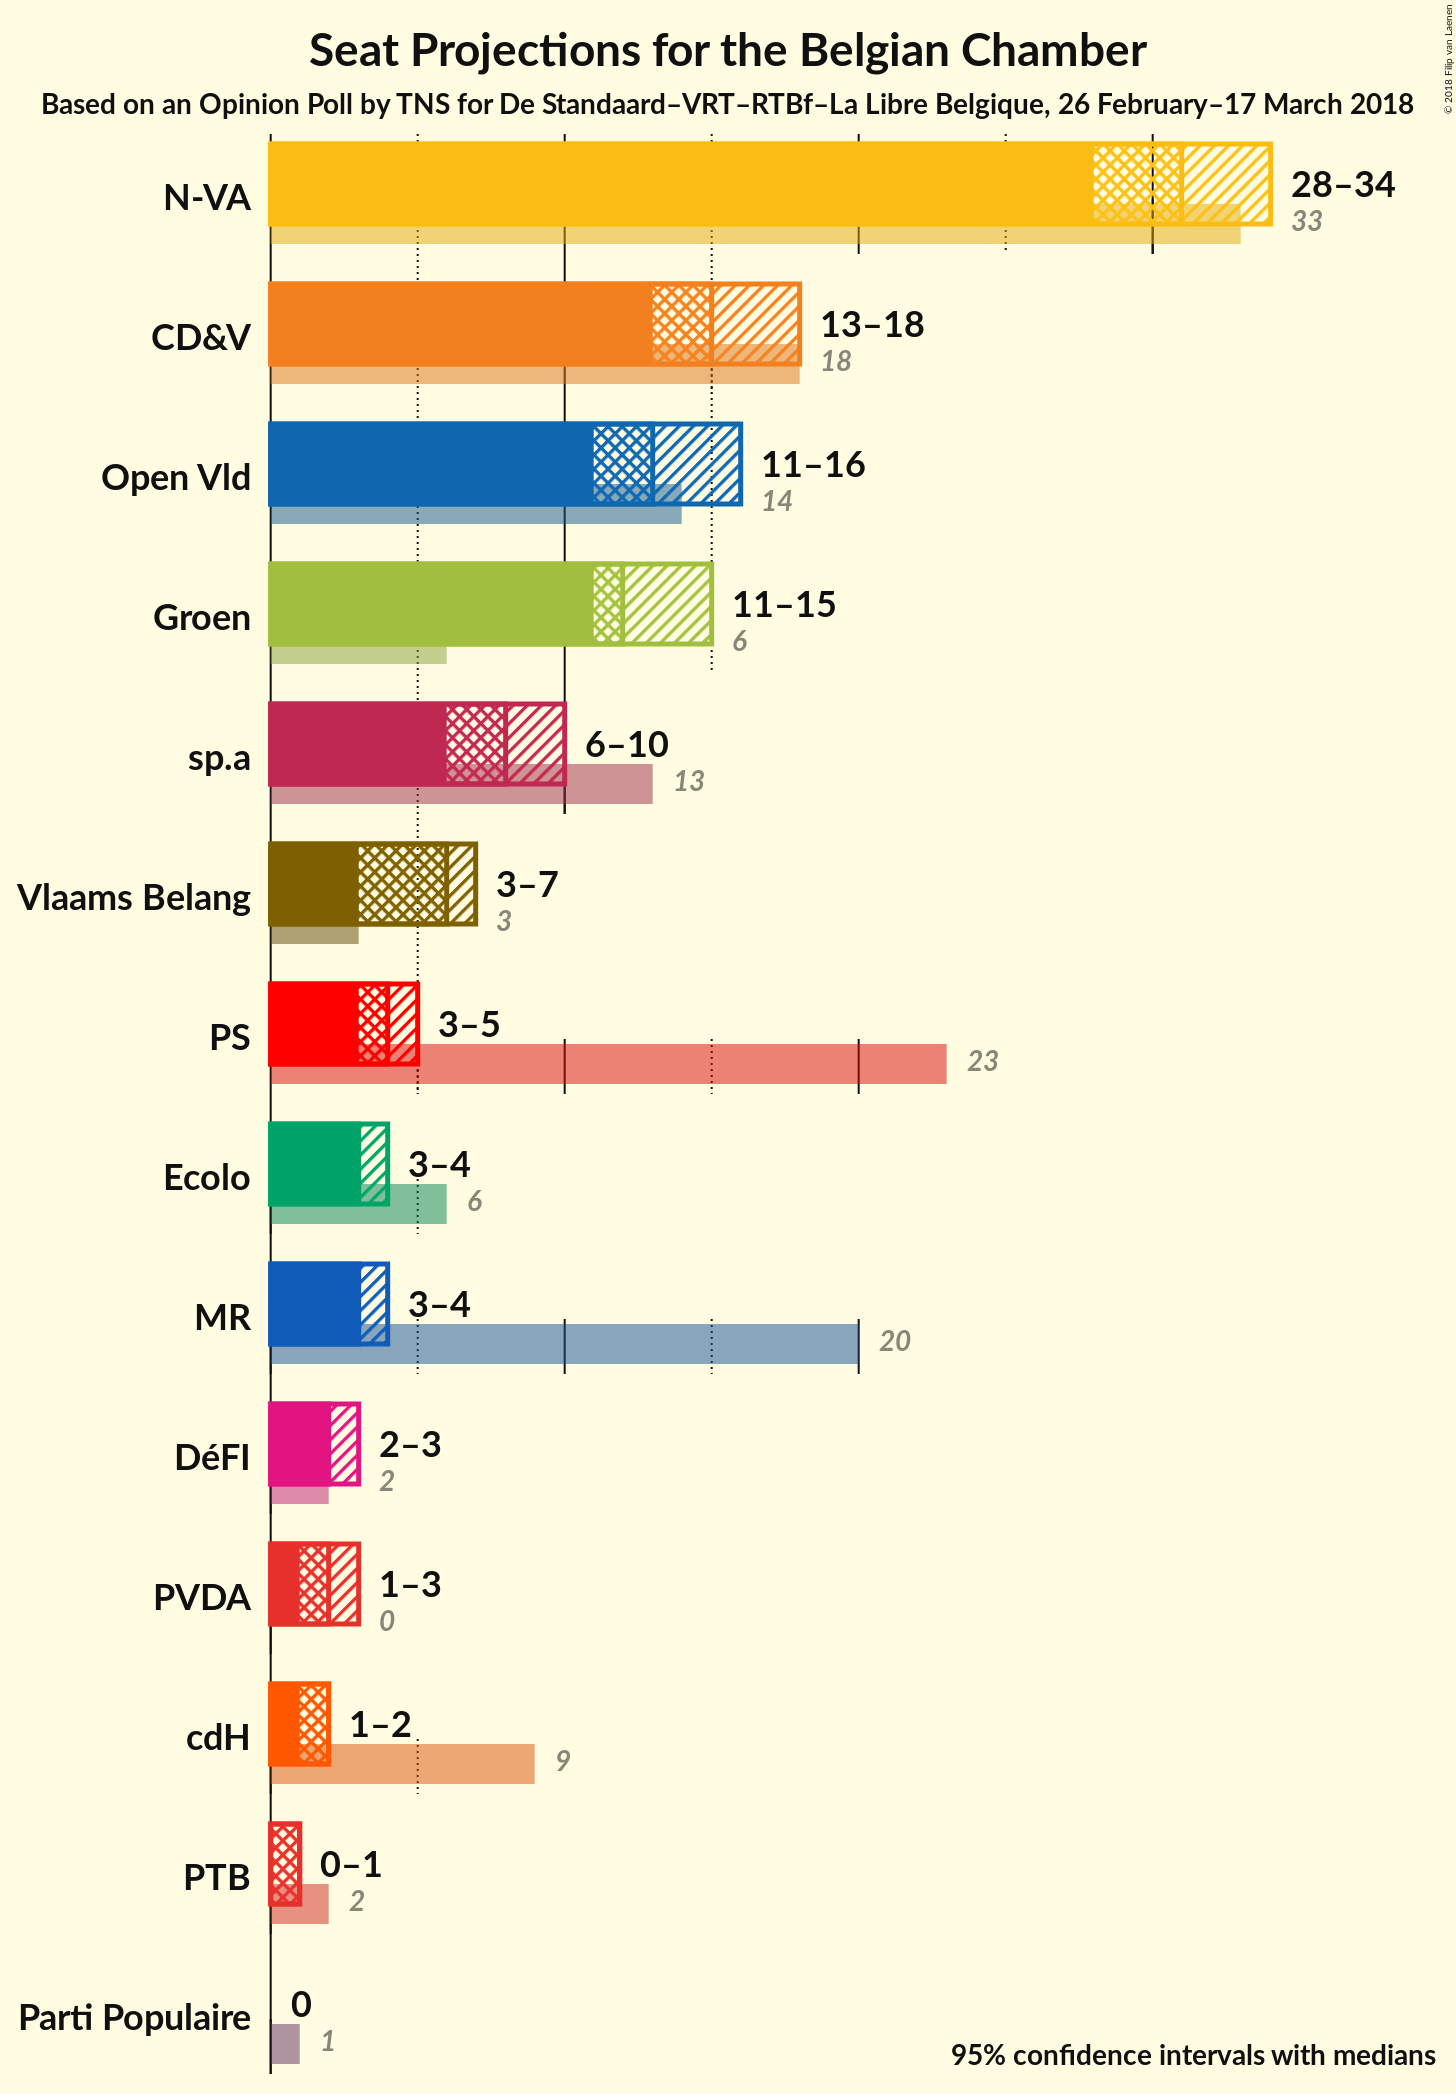 Seat Projections for the Belgian Chamber
Based on an Opinion Poll by TNS for De Standaard–VRT–RTBf–La Libre Belgique, 26 February–17 March 2018
© 2018 Filip van Laenen
N-VA
28–34
33
CD&V
13–18
18
Open Vld
11–16
14
Groen
11–15
6
sp.a
6–10
13
Vlaams Belang
3–7
3
PS
3–5
23
Ecolo
3–4
6
MR
3–4
20
DéFI
2–3
2
PVDA
1–3
0
cdH
1–2
9
PTB
0–1
2
Parti Populaire
0
1
95% confidence intervals with medians